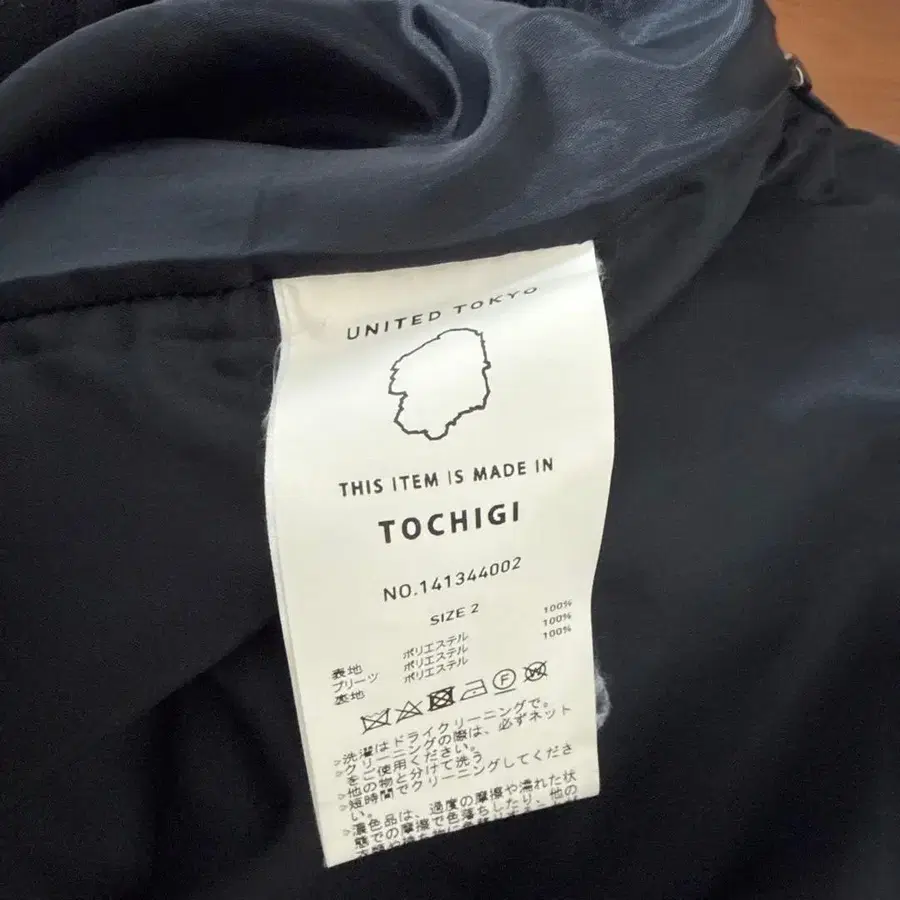 UNITED TOKYO
THIS ITEM IS MADE IN
TOCHIGI
NO.141344002
SIZE 2
表地 ポリエステル 100%
プリーツ ポリエステル 100%
裏地 ポリエステル 100%
F W
>洗濯はドライクリーニングで。
>クリーニングの際は、必ずネット
をご使用ください。
>他の物と分けて洗う
>短時間でクリーニングしてくださ
い。
>濃色品は、過度の摩擦や濡れた状
態での摩擦で色落ちしたり、他の